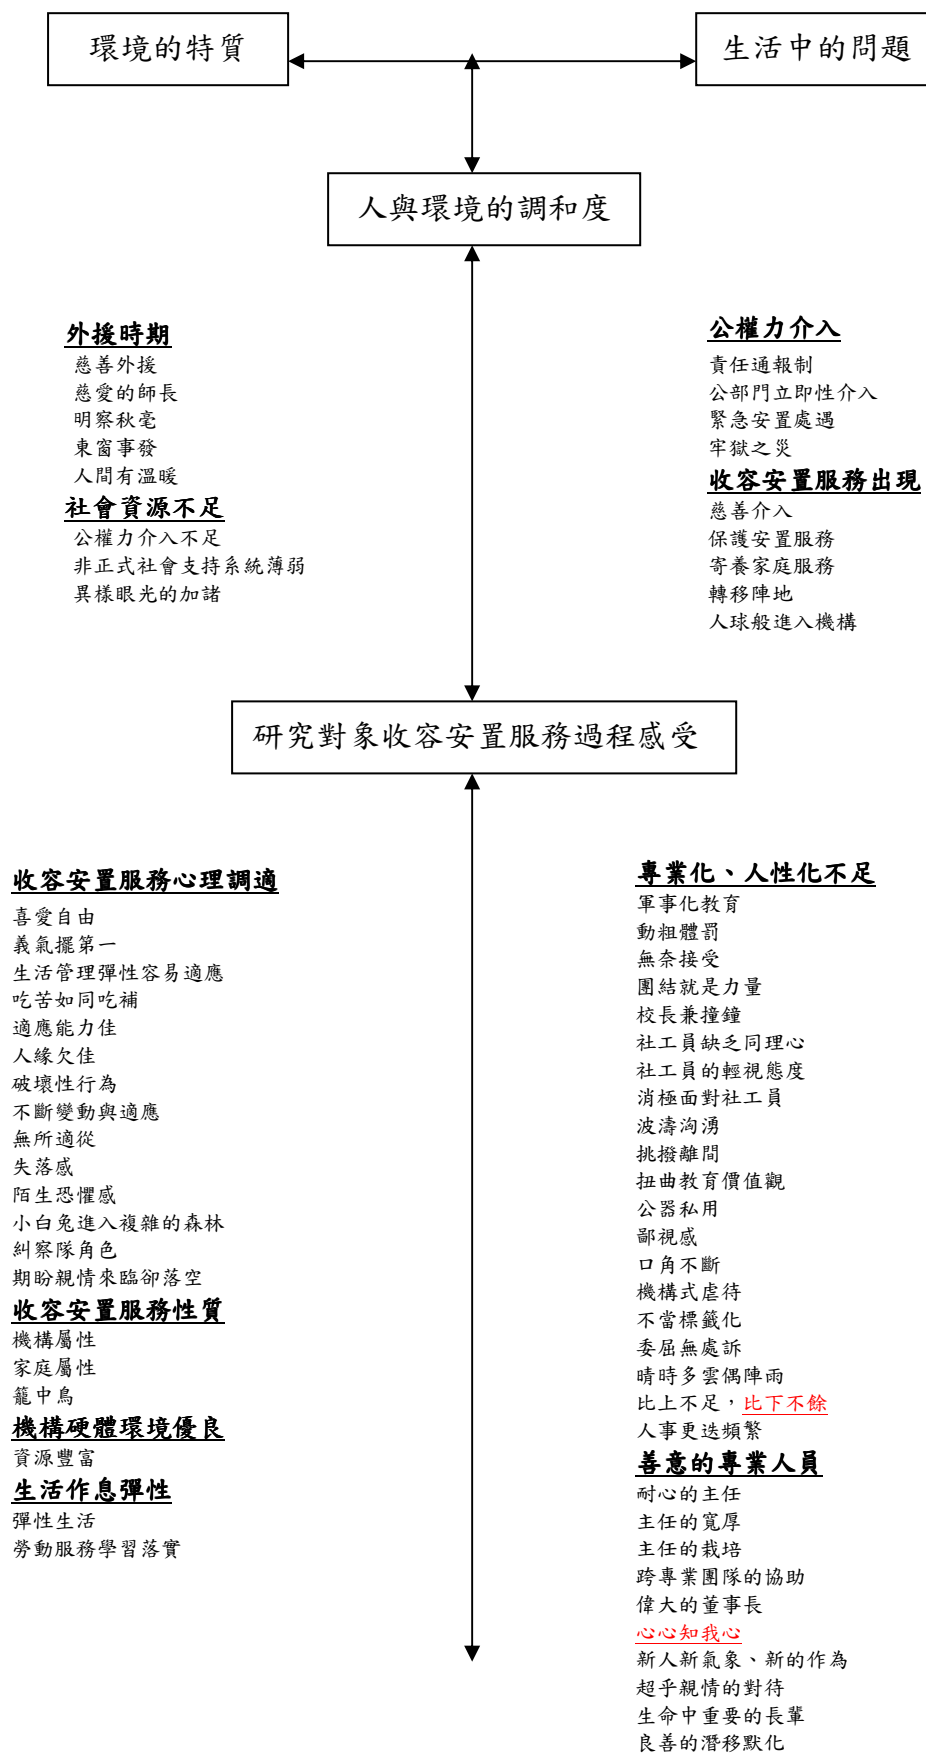 環境的特質
生活中的問題
人與環境的調和度
外援時期
慈善外援
慈愛的師長
明察秋毫
東窗事發
人間有溫暖
社會資源不足
公權力介入不足
非正式社會支持系統薄弱
異樣眼光的加諸
公權力介入
責任通報制
公部門立即性介入
緊急安置處遇
牢獄之災
收容安置服務出現
慈善介入
保護安置服務
寄養家庭服務
轉移陣地
人球般進入機構
研究對象收容安置服務過程感受
收容安置服務心理調適
喜愛自由
義氣擺第一
生活管理彈性容易適應
吃苦如同吃補
適應能力佳
人緣欠佳
破壞性行為
不斷變動與適應
無所適從
失落感
陌生恐懼感
小白兔進入複雜的森林
糾察隊角色
期盼親情來臨卻落空
收容安置服務性質
機構屬性
家庭屬性
籠中鳥
機構硬體環境優良
資源豐富
生活作息彈性
彈性生活
勞動服務學習落實
專業化、人性化不足
軍事化教育
動粗體罰
無奈接受
團結就是力量
校長兼撞鐘
社工員缺乏同理心
社工員的輕視態度
消極面對社工員
波濤洶湧
挑撥離間
扭曲教育價值觀
公器私用
鄙視感
口角不斷
機構式虐待
不當標籤化
委屈無處訴
晴時多雲偶陣雨
比上不足，比下不餘
人事更迭頻繁
善意的專業人員
耐心的主任
主任的寬厚
主任的栽培
跨專業團隊的協助
偉大的董事長
心心知我心
新人新氣象、新的作為
超乎親情的對待
生命中重要的長輩
良善的潛移默化